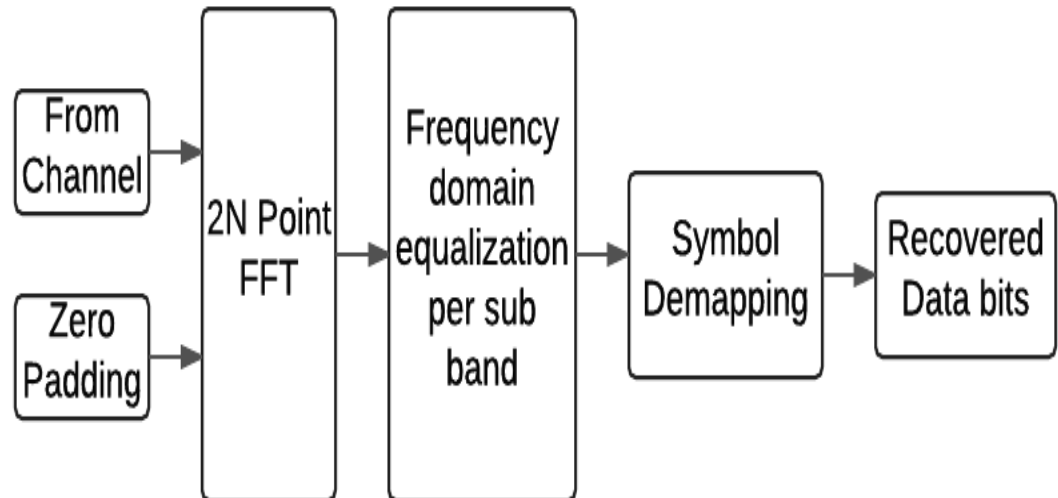 From
Channel
Zero
Padding
2N Point
FFT
Frequency
domain
equalization
per sub
band
Symbol
Demapping
Recovered
Data bits